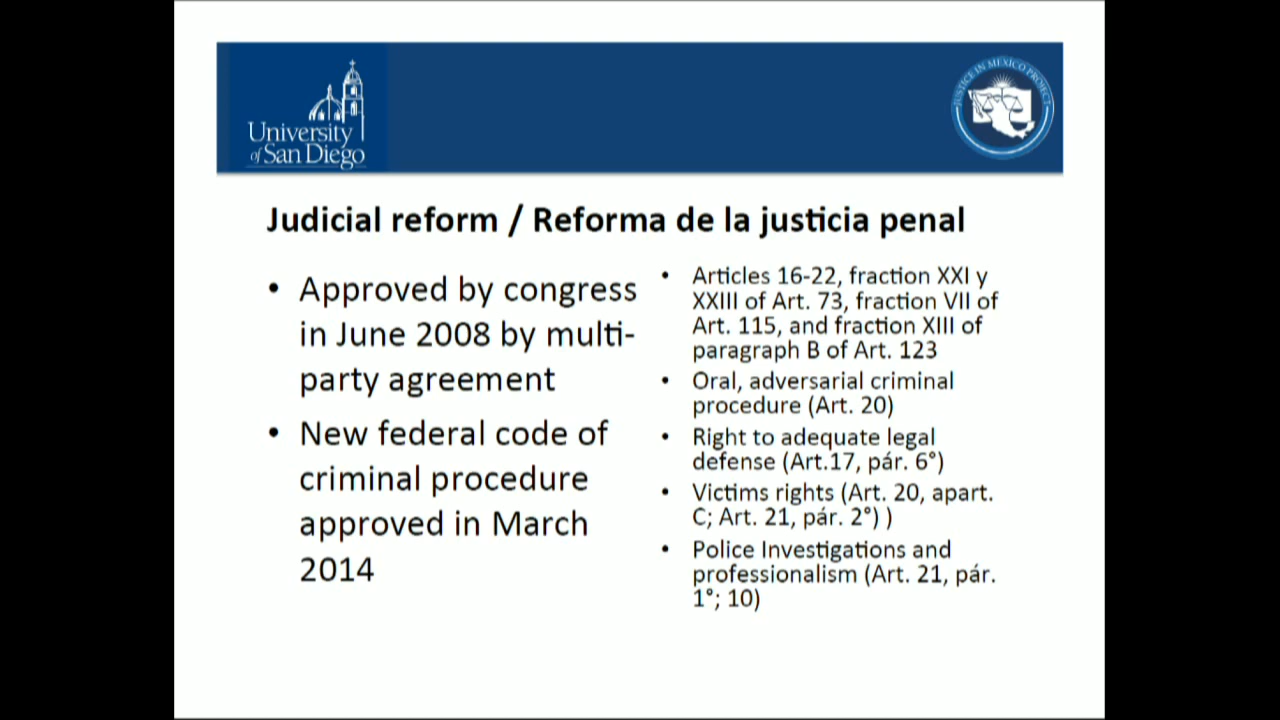 University
of San Diego
JUSTICE IN MEXICO PROJECT
Judicial reform / Reforma de la justicia penal
• Approved by congress
in June 2008 by multi-
party agreement
• New federal code of
criminal procedure
approved in March
2014
• Articles 16-22, fraction XXI y
XXIII of Art. 73, fraction VII of
Art. 115, and fraction XIII of
paragraph B of Art. 123
• Oral, adversarial criminal
procedure (Art. 20)
• Right to adequate legal
defense (Art.17, pár. 6°)
• Victims rights (Art. 20, apart.
C; Art. 21, pár. 2°) )
• Police Investigations and
professionalism (Art. 21, pár.
1°; 10)